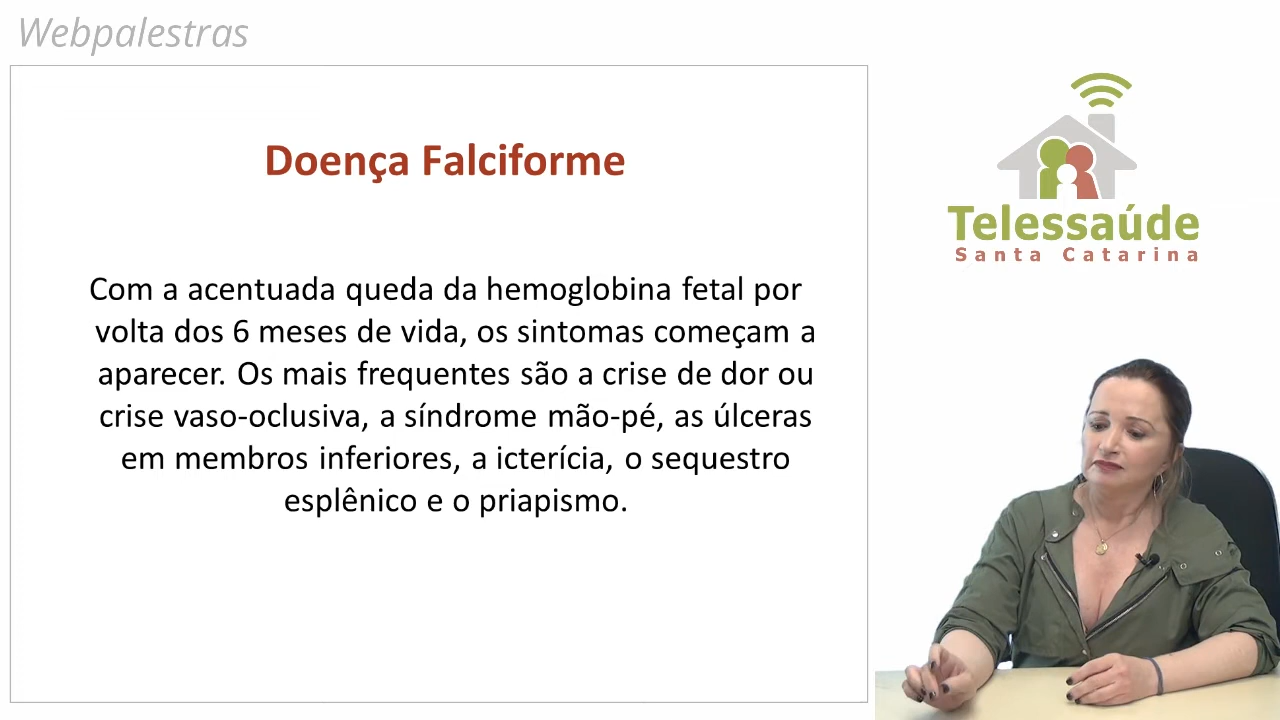 Webpalestras
Doença Falciforme
Com a acentuada queda da hemoglobina fetal por
volta dos 6 meses de vida, os sintomas começam a
aparecer. Os mais frequentes são a crise de dor ou
crise vaso-oclusiva, a síndrome mão-pé, as úlceras
em membros inferiores, a icterícia, o sequestro
esplênico e o priapismo.
Telessaúde
Santa Catarina